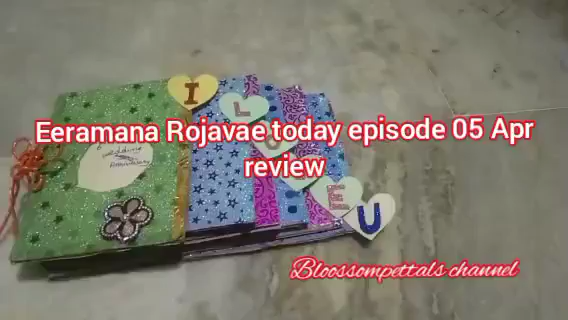 Eeramana Rojavae today episode 05 Apr
review
I
L
E
U
Bloossompettals channel